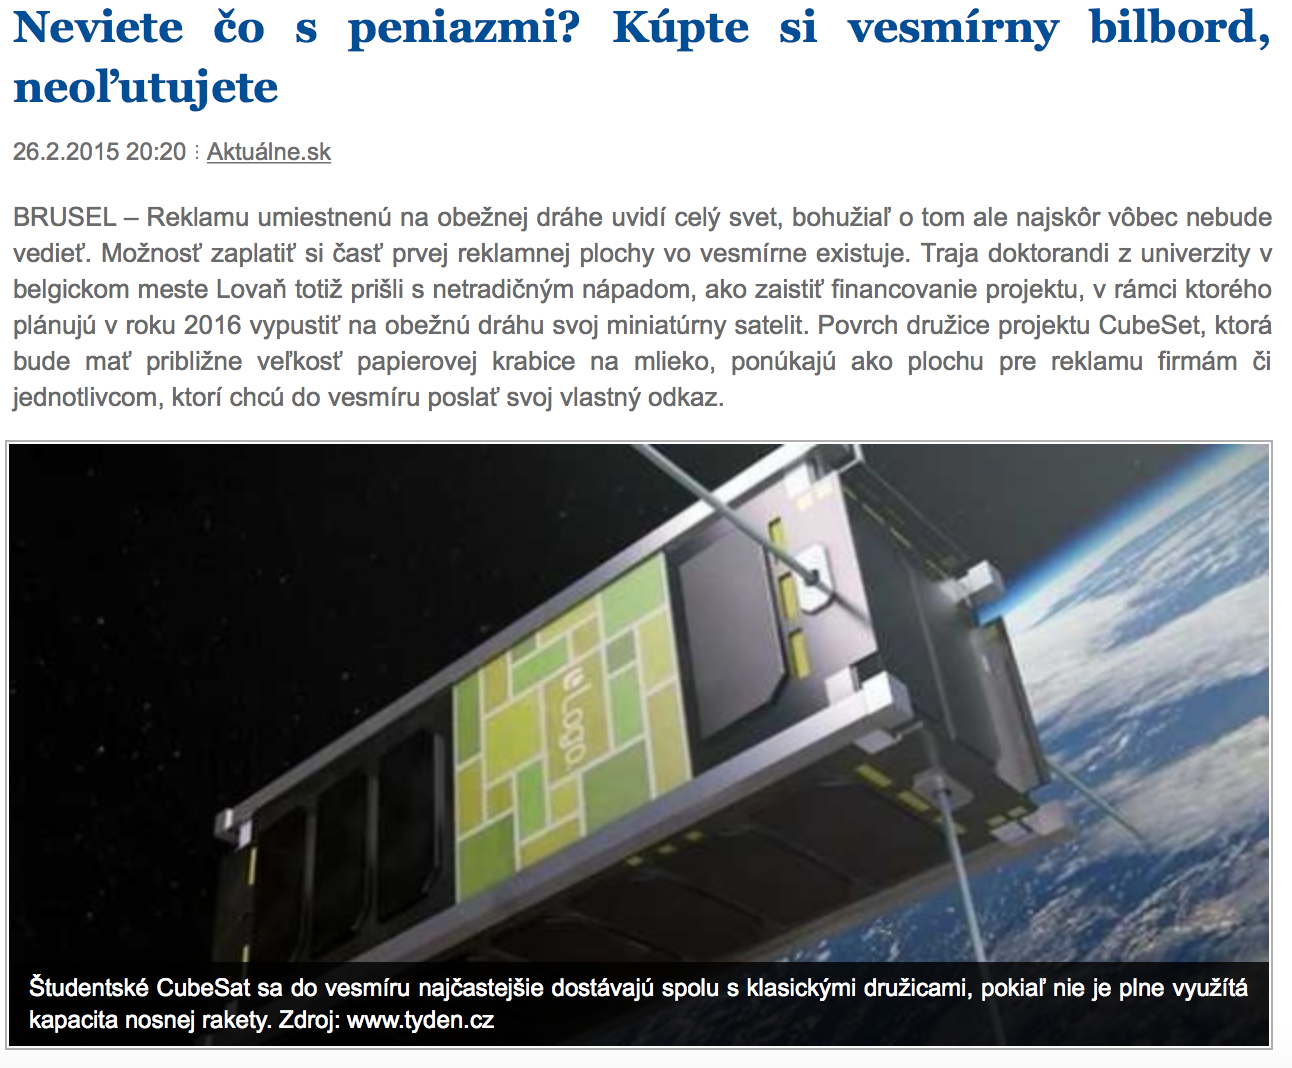 Neviete čo s peniazmi? Kúpte si vesmírny bilbord,
neoľutujete
26.2.2015 20:20 ⋮ Aktuálne.sk
BRUSEL – Reklamu umiestnenú na obežnej dráhe uvidí celý svet, bohužiaľ o tom ale najskôr vôbec nebude
vedieť. Možnosť zaplatiť si časť prvej reklamnej plochy vo vesmírne existuje. Traja doktorandi z univerzity v
belgickom meste Lovaň totiž prišli s netradičným nápadom, ako zaistiť financovanie projektu, v rámci ktorého
plánujú v roku 2016 vypustiť na obežnú dráhu svoj miniatúrny satelit. Povrch družice projektu CubeSet, ktorá
bude mať približne veľkosť papierovej krabice na mlieko, ponúkajú ako plochu pre reklamu firmám či
jednotlivcom, ktorí chcú do vesmíru poslať svoj vlastný odkaz.
eLogo
Študentské CubeSat sa do vesmíru najčastejšie dostávajú spolu s klasickými družicami, pokiaľ nie je plne využítá
kapacita nosnej rakety. Zdroj: www.tyden.cz